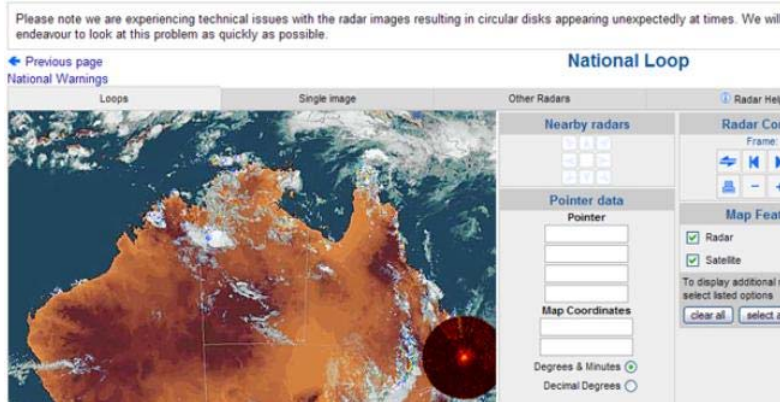 Please note we are experiencing technical issues with the radar images resulting in circular disks appearing unexpectedly at times. We will
endeavour to look at this problem as quickly as possible.
Previous page
National Warnings
National Loop
Loops
Single image
Other Radars
Radar Hel
Nearby radars
Radar Co
Frame:
Pointer data
Pointer
Map Feat
Radar
Satellite
To display additional
select listed options
clear all
select a
Map Coordinates
Degrees & Minutes
Decimal Degrees